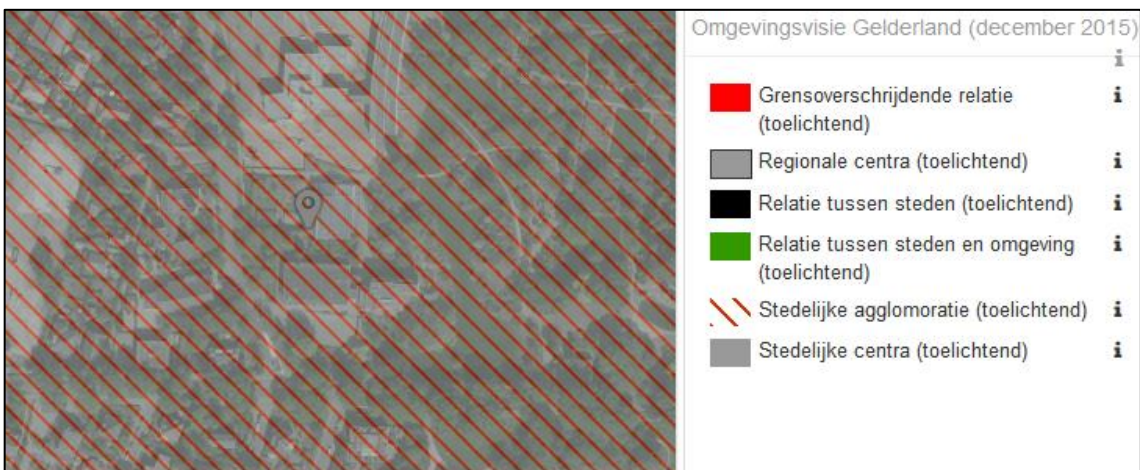 Omgevingsvisie Gelderland (december 2015)
Grensoverschrijdende relatie
(toelichtend)
Regionale centra (toelichtend)
Relatie tussen steden (toelichtend)
Relatie tussen steden en omgeving
(toelichtend)
Stedelijke agglomoratie (toelichtend)
Stedelijke centra (toelichtend)